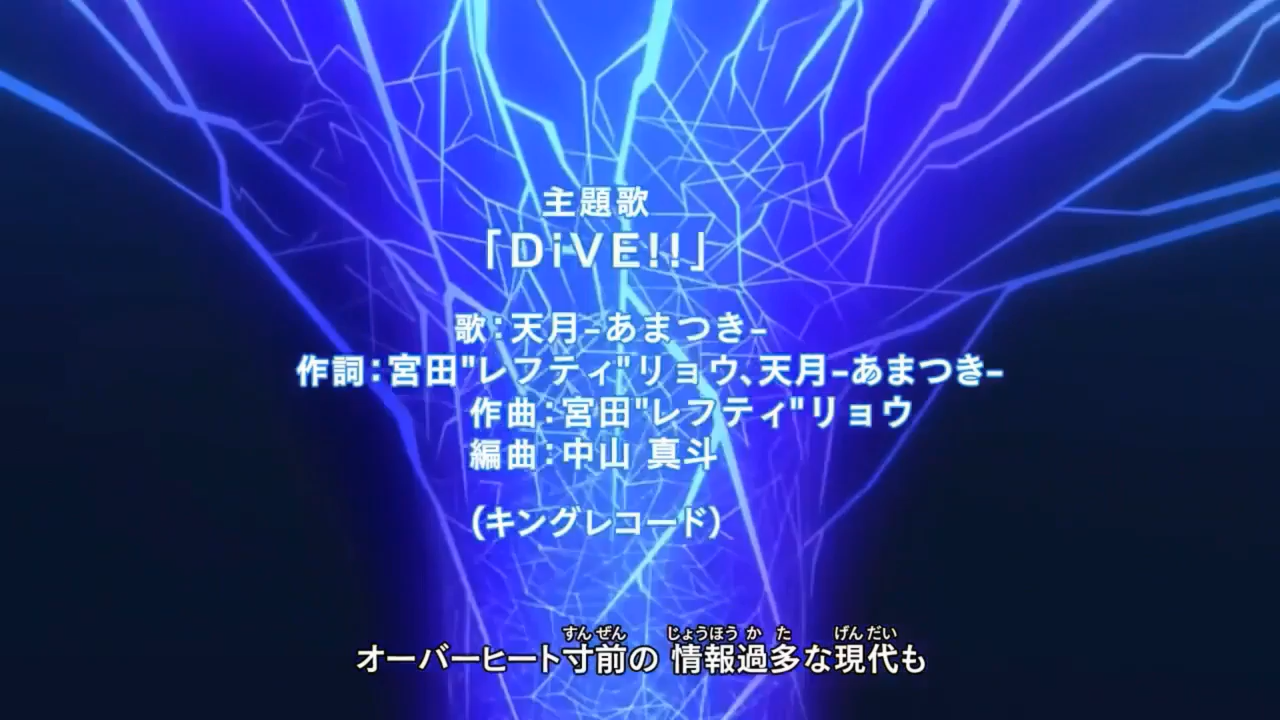 主題歌
「DiVE!!」
歌:天月-あまつき-
作詞:宮田"レフティ"リョウ、天月-あまつき-
作曲:宮田"レフティ"リョウ
編曲:中山 真斗
(キングレコード)
すんぜん じょうほう か た げんだい
オーバーヒート寸前の 情報過多な現代も